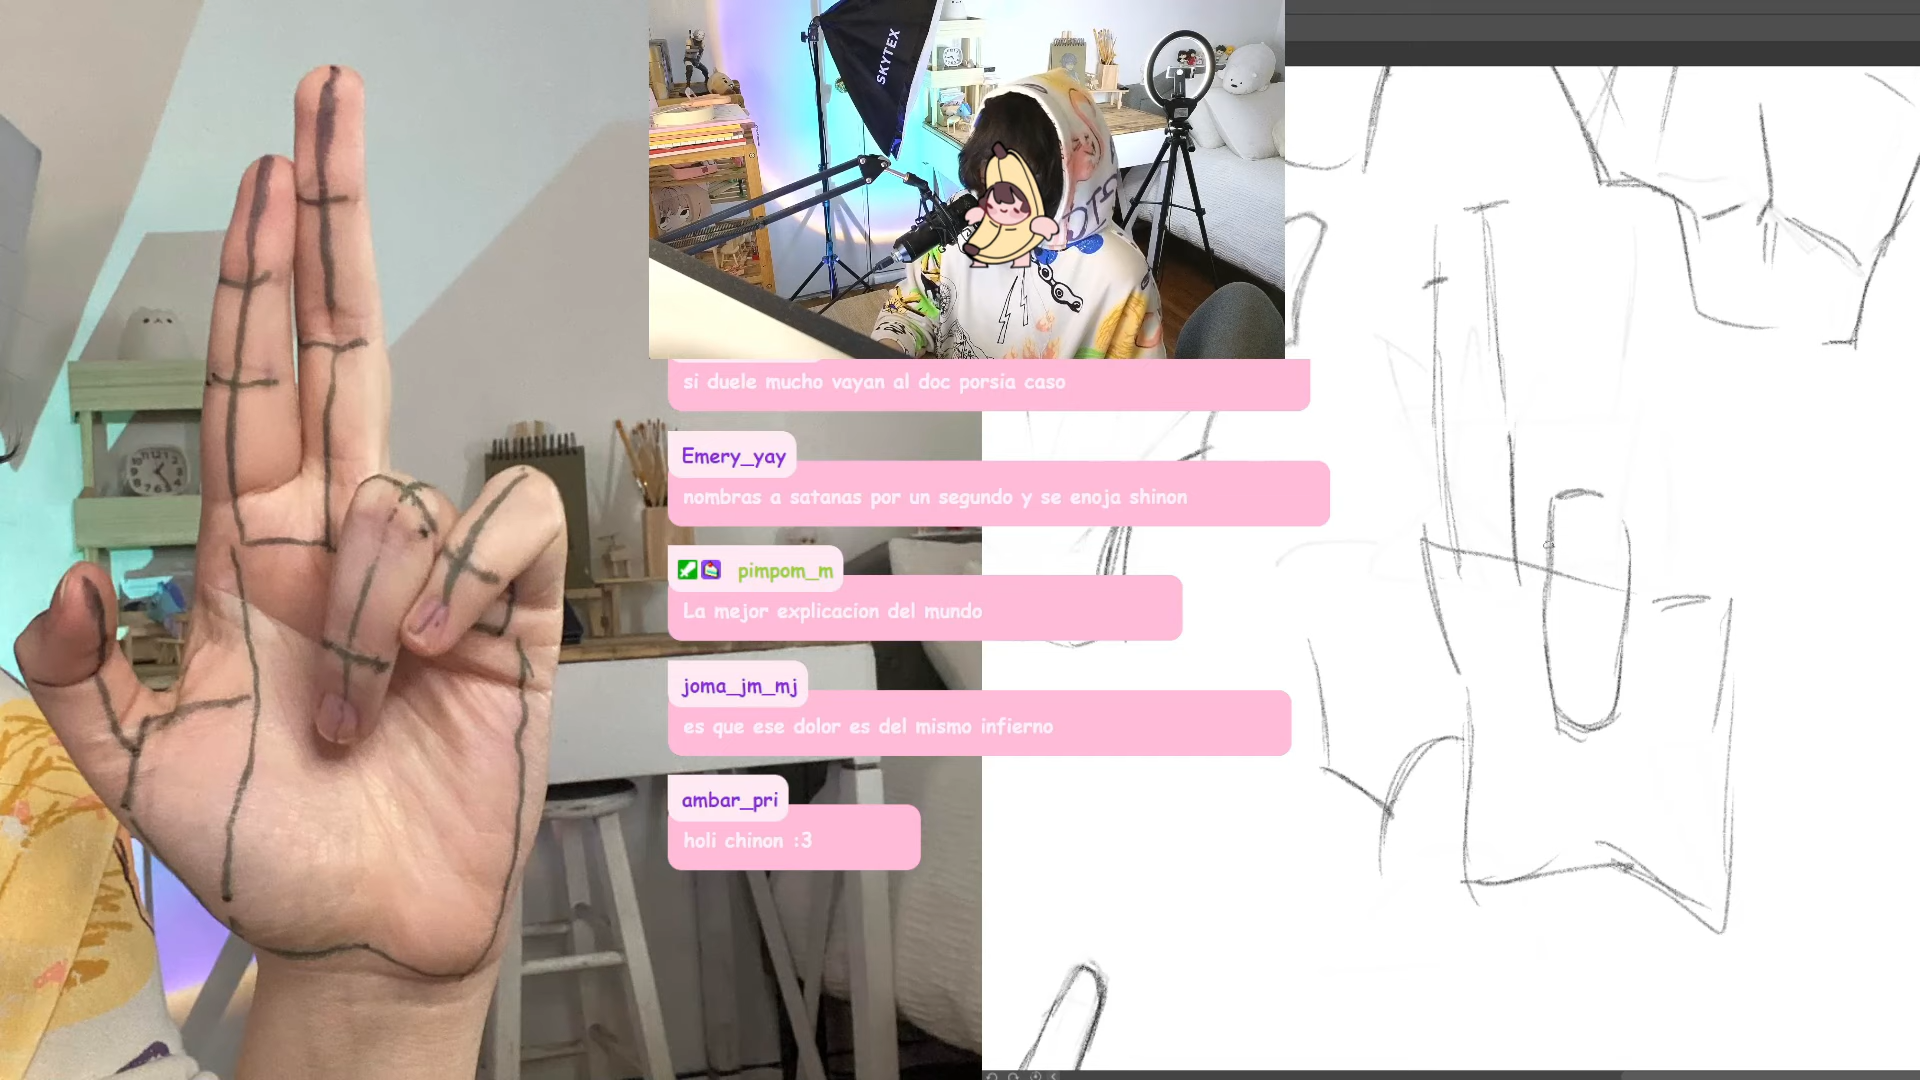 SKYTEX
si duele mucho vayan al doc porsia caso
Emery_yay
nombras a satanas por un segundo y se enoja shinon
pimpom_m
La mejor explicacion del mundo
joma_jm_mj
es que ese dolor es del mismo infierno
ambar_pri
holi chinon :3